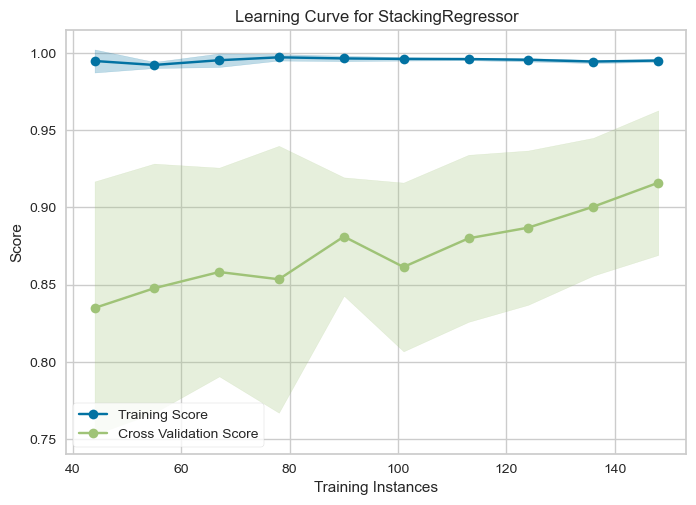 Learning Curve for StackingRegressor
1.00
0.95
0.90
0.85
0.80
0.75
Score
Training Score
Cross Validation Score
40 60 80 100 120 140
Training Instances